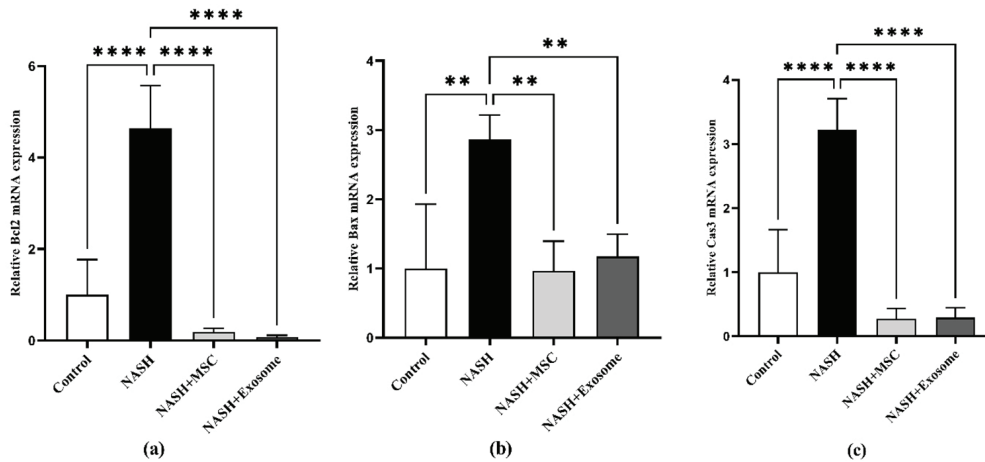 ****
**** ****
Relative Bcl2 mRNA expression
6
4
2
0
Control
NASH
NASH+MSC
NASH+Exosome
(a)
**
** **
Relative Bax mRNA expression
4
3
2
1
0
Control
NASH
NASH+MSC
NASH+Exosome
(b)
****
**** ****
Relative Cas3 mRNA expression
4
3
2
1
0
Control
NASH
NASH+MSC
NASH+Exosome
(c)